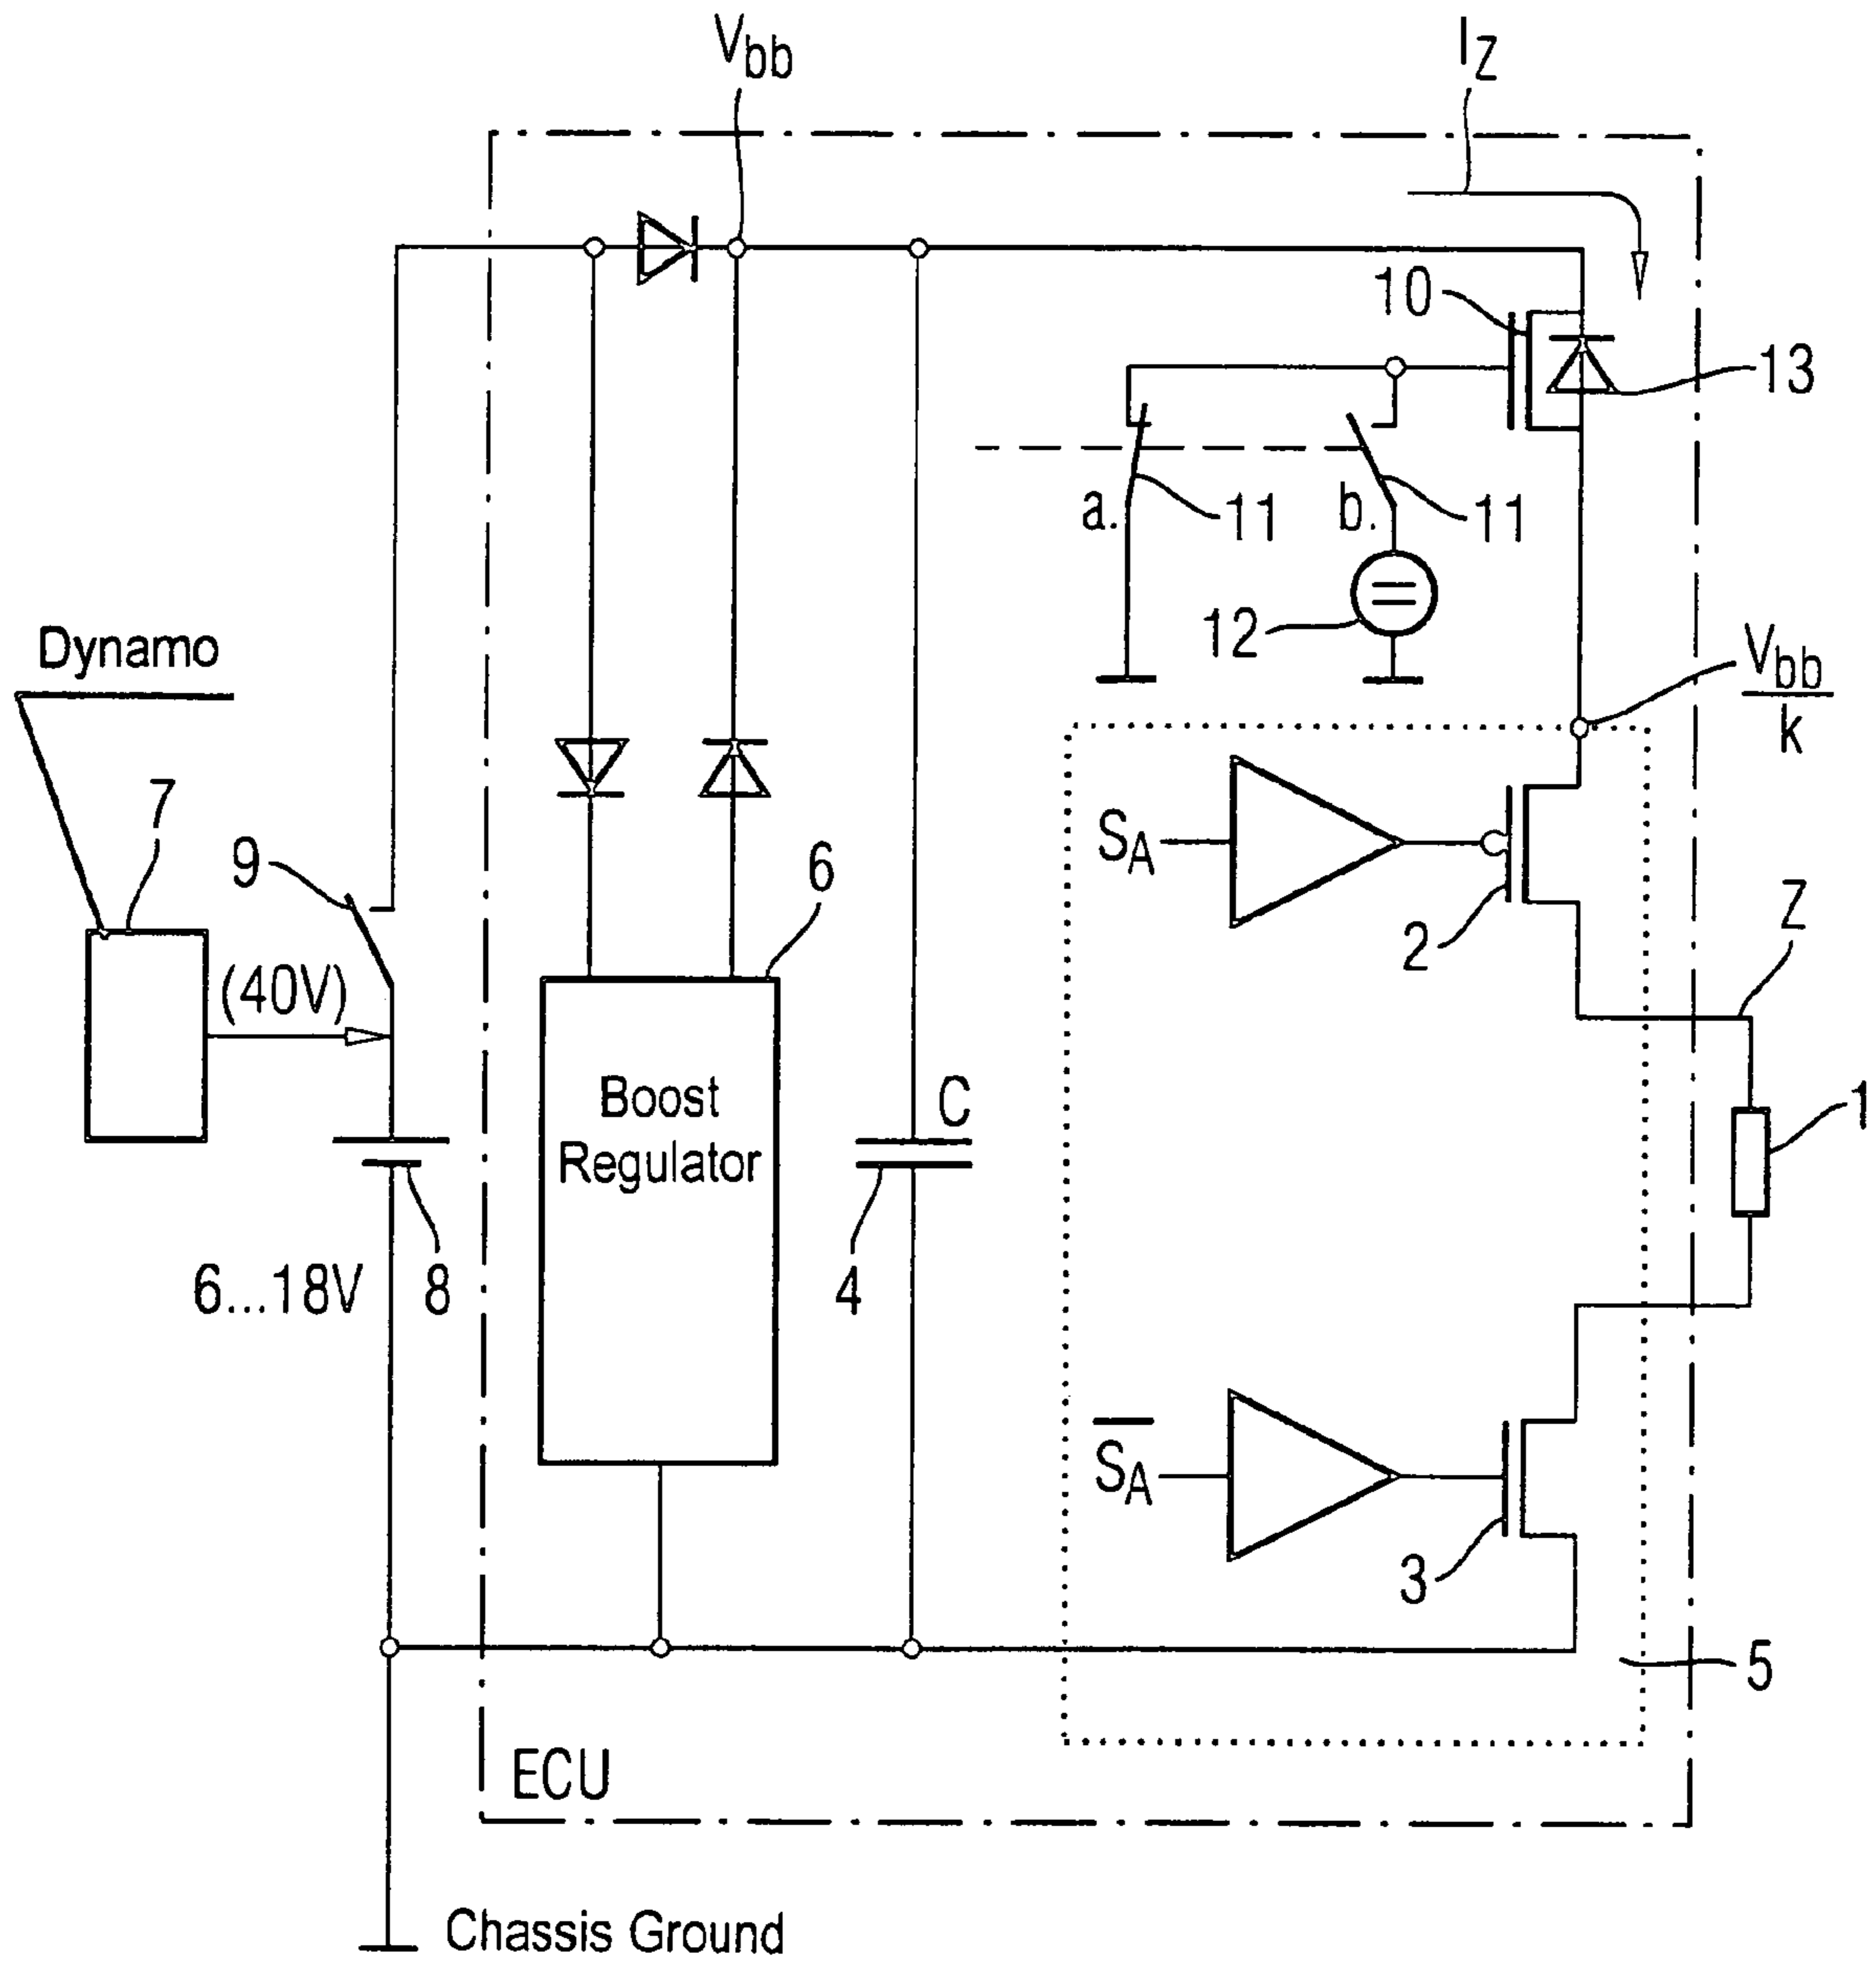 Vbb
IZ
10
13
a.
11
b.
11
12
Dynamo
Vbb
k
7
9
SA
6
2
Z
(40V)
Boost
Regulator
C
1
6...18V
8
4
S̅A̅
3
5
ECU
Chassis Ground